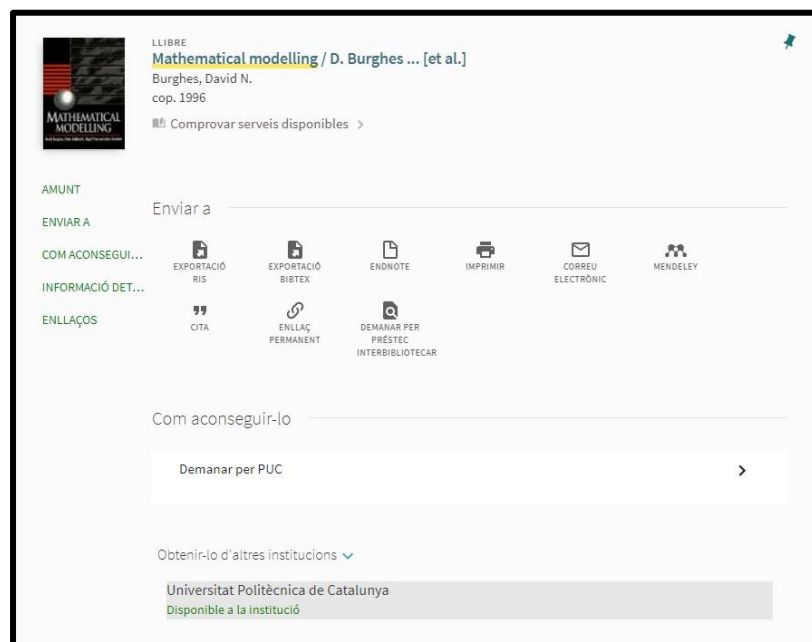 LLIBRE
Mathematical modelling / D. Burghes ... [et al.]
Burghes, David N.
cop. 1996
Comprovar serveis disponibles
MATHEMATICAL
MODELLING
AMUNT
ENVIAR A
COM ACONSEGUI...
INFORMACIÓ DET...
ENLLAÇOS
Enviar a
EXPORTACIÓ
RIS
EXPORTACIÓ
BIBTEX
ENDNOTE
IMPRIMIR
CORREU
ELECTRÒNIC
MENDELEY
CITA
ENLLAÇ
PERMANENT
DEMANAR PER
PRÉSTEC
INTERBIBLIOTECAR
Com aconseguir-lo
Demanar per PUC
Obtenir-lo d'altres institucions
Universitat Politècnica de Catalunya
Disponible a la institució